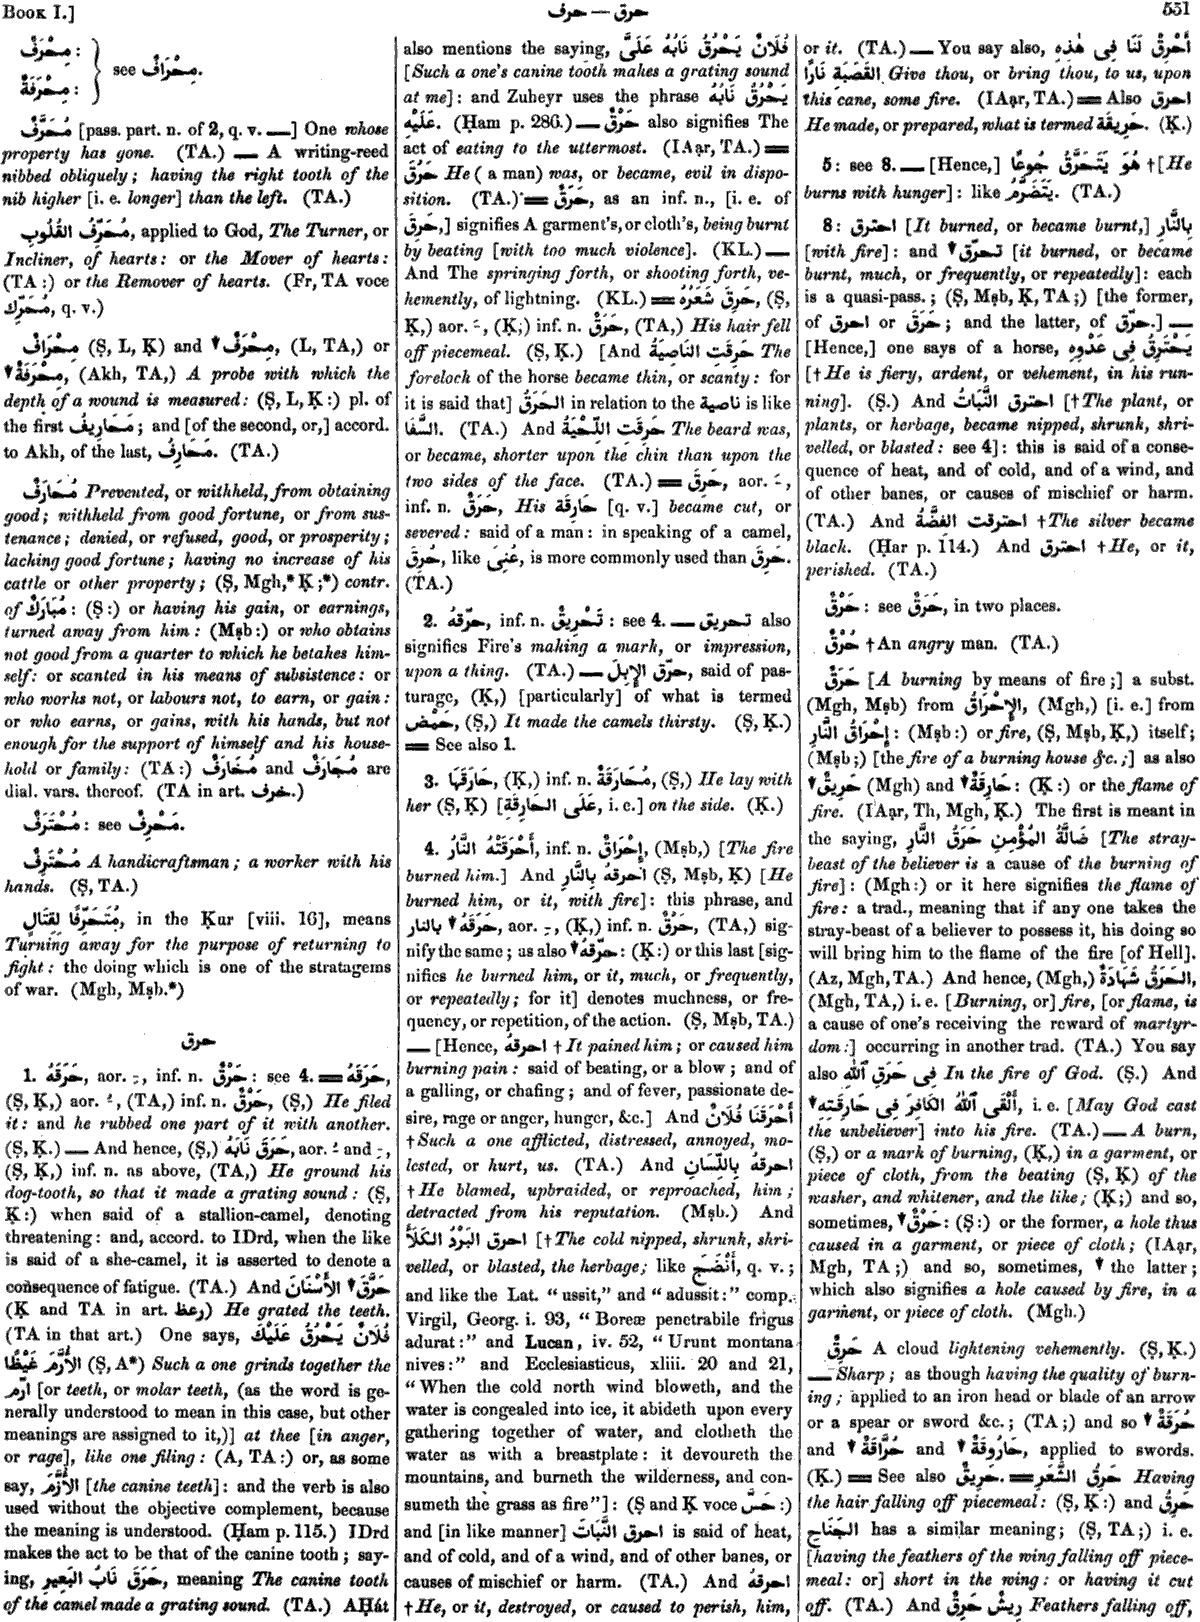 BOOK I.]
حرف — حرق
551
مِحْرَفٌ :
مِحْرَفَةٌ :
see مِحْرَافٌ.
مُحَرَّفٌ [pass. part. n. of 2, q. v. —] One whose
property has gone. (TA.) — A writing-reed
nibbed obliquely; having the right tooth of the
nib higher [i. e. longer] than the left. (TA.)
مُحَرِّفُ القُلُوبِ, applied to God, The Turner, or
Incliner, of hearts: or the Mover of hearts:
(TA:) or the Remover of hearts. (Fr, TA voce
مُحَرِّكٌ, q. v.)
مِحْرَافٌ (Ṣ, L, Ḳ) and ▼ مِحْرَفٌ, (L, TA,) or
▼ مِحْرَفَةٌ, (Akh, TA,) A probe with which the
depth of a wound is measured: (Ṣ, L, Ḳ:) pl. of
the first مَحَارِيفُ; and [of the second, or,] accord.
to Akh, of the last, مَحَارِفُ. (TA.)
مُحَارَفٌ Prevented, or withheld, from obtaining
good; withheld from good fortune, or from sus-
tenance; denied, or refused, good, or prosperity;
lacking good fortune; having no increase of his
cattle or other property; (Ṣ, Mgh,* Ḳ;*) contr.
of مُبَارَكٌ: (Ṣ:) or having his gain, or earnings,
turned away from him: (Mṣb:) or who obtains
not good from a quarter to which he betakes him-
self: or scanted in his means of subsistence: or
who works not, or labours not, to earn, or gain:
or who earns, or gains, with his hands, but not
enough for the support of himself and his house-
hold or family: (TA:) مُجَارَفٌ and مُخَارَفٌ are
dial. vars. thereof. (TA in art. خرف.)
مُحْتَرَفٌ: see مَحْرِفٌ.
مُحْتَرِفٌ A handicraftsman; a worker with his
hands. (Ṣ, TA.)
مُتَحَرِّفًا لِقِتَالٍ, in the Ḳur [viii. 16], means
Turning away for the purpose of returning to
fight: the doing which is one of the stratagems
of war. (Mgh, Mṣb.*)
حرق
1. حَرَقَهُ, aor. ـِ, inf. n. حَرْقٌ: see 4. = حَرَقَهُ,
(Ṣ, Ḳ,) aor. ـُ, (TA,) inf. n. حَرْقٌ, (Ṣ,) He filed
it: and he rubbed one part of it with another.
(Ṣ, Ḳ.) — And hence, (Ṣ,) حَرَقَ نَابَهُ, aor. ـُ and ـِ,
(Ṣ, Ḳ,) inf. n. as above, (TA,) He ground his
dog-tooth, so that it made a grating sound: (Ṣ,
Ḳ:) when said of a stallion-camel, denoting
threatening: and, accord. to IDrd, when the like
is said of a she-camel, it is asserted to denote a
consequence of fatigue. (TA.) And ▼ حَرَّقَ الأَسْنَانَ
(Ḳ and TA in art. رعظ) He grated the teeth.
(TA in that art.) One says, فُلَانٌ يَحْرُقُ عَلَيْكَ
الأُرَّمَ غَيْظًا (Ṣ, A*) Such a one grinds together the
أُرَّم [or teeth, or molar teeth, (as the word is ge-
nerally understood to mean in this case, but other
meanings are assigned to it,)] at thee [in anger,
or rage], like one filing: (A, TA:) or, as some
say, الأُرَّمَ [the canine teeth]: and the verb is also
used without the objective complement, because
the meaning is understood. (Ḥam p. 115.) IDrd
makes the act to be that of the canine tooth; say-
ing, حَرَقَ نَابُ البَعِيرِ, meaning The canine tooth
of the camel made a grating sound. (TA.) AḤát
also mentions the saying, فُلَانٌ يَحْرُقُ نَابُهُ عَلَىَّ
[Such a one's canine tooth makes a grating sound
at me]: and Zuheyr uses the phrase يَحْرُقُ نَابُهُ
عَلَيْهِ. (Ḥam p. 286.) — حَرْقٌ also signifies The
act of eating to the uttermost. (IAạr, TA.) =
حَرُقَ He (a man) was, or became, evil in dispo-
sition. (TA.) = حَرَقٌ, as an inf. n., [i. e. of
حَرِقَ,] signifies A garment's, or cloth's, being burnt
by beating [with too much violence]. (KL.) —
And The springing forth, or shooting forth, ve-
hemently, of lightning. (KL.) = حَرِقَ شَعَرُهُ, (Ṣ,
Ḳ,) aor. ـَ, (Ḳ;) inf. n. حَرَقٌ, (TA,) His hair fell
off piecemeal. (Ṣ, Ḳ.) [And حَرِقَتِ النَّاصِيَةُ The
foreloch of the horse became thin, or scanty: for
it is said that] الحَرَقُ in relation to the ناصية is like
السَّفَا. (TA.) And حَرِقَتِ اللِّحْيَةُ The beard was,
or became, shorter upon the chin than upon the
two sides of the face. (TA.) = حَرِقَ, aor. ـَ,
inf. n. حَرَقٌ, His حَارِقَة [q. v.] became cut, or
severed: said of a man: in speaking of a camel,
حُرِقَ, like عُنِىَ, is more commonly used than حَرِقَ.
(TA.)
2. حرّقهُ, inf. n. تَحْرِيقٌ: see 4. — تحريق also
signifies Fire's making a mark, or impression,
upon a thing. (TA.) — حرّق الإِبِلَ, said of pas-
turage, (Ḳ,) [particularly] of what is termed
حَمْض, (Ṣ,) It made the camels thirsty. (Ṣ, Ḳ.)
= See also 1.
3. حَارَقَهَا, (Ḳ,) inf. n. مُحَارَقَةٌ, (Ṣ,) He lay with
her (Ṣ, Ḳ) [عَلَى الحَارِقَةِ, i. e.] on the side. (Ḳ.)
4. أَحْرَقَتْهُ النَّارُ, inf. n. إِحْرَاقٌ, (Mṣb,) [The fire
burned him.] And احرقهُ بِالنَّارِ (Ṣ, Mṣb, Ḳ) [He
burned him, or it, with fire]: this phrase, and
▼ حَرَقَهُ بالنار, aor. ـِ, (Ḳ,) inf. n. حَرْقٌ, (TA,) sig-
nify the same; as also ▼ حرّقهُ: (Ḳ:) or this last [sig-
nifies he burned him, or it, much, or frequently,
or repeatedly; for it] denotes muchness, or fre-
quency, or repetition, of the action. (Ṣ, Mṣb, TA.)
— [Hence, احرقهُ † It pained him; or caused him
burning pain: said of beating, or a blow; and of
a galling, or chafing; and of fever, passionate de-
sire, rage or anger, hunger, &c.] And أَحْرَقَنَا فُلَانٌ
† Such a one afflicted, distressed, annoyed, mo-
lested, or hurt, us. (TA.) And احرقهُ بِاللِّسَانِ
† He blamed, upbraided, or reproached, him;
detracted from his reputation. (Mṣb.) And
احرق البَرْدُ الكَلَأَ [† The cold nipped, shrunk, shri-
velled, or blasted, the herbage; like أَنْضَجَ, q. v.;
and like the Lat. "ussit," and "adussit:" comp.
Virgil, Georg. i. 93, "Boreæ penetrabile frigus
adurat:" and Lucan, iv. 52, "Urunt montana
nives:" and Ecclesiasticus, xliii. 20 and 21,
"When the cold north wind bloweth, and the
water is congealed into ice, it abideth upon every
gathering together of water, and clotheth the
water as with a breastplate: it devoureth the
mountains, and burneth the wilderness, and con-
sumeth the grass as fire"]: (Ṣ and Ḳ voce حَسَّ:)
and [in like manner] احرق النَّبَاتَ is said of heat,
and of cold, and of a wind, and of other banes, or
causes of mischief or harm. (TA.) And احرقهُ
† He, or it, destroyed, or caused to perish, him,
or it. (TA.) — You say also, أَحْرِقْ لَنَا فِى هٰذِهِ
القَصَبَةِ نَارًا Give thou, or bring thou, to us, upon
this cane, some fire. (IAạr, TA.) = Also احرق
He made, or prepared, what is termed حَرِيقَة. (Ḳ.)
5: see 8. — [Hence,] هُوَ يَتَحَرَّقُ جُوعًا †[He
burns with hunger]: like يَتَضَرَّمُ. (TA.)
8: احترق [It burned, or became burnt,] بِالنَّارِ
[with fire]: and ▼ تحرّق [it burned, or became
burnt, much, or frequently, or repeatedly]: each
is a quasi-pass.; (Ṣ, Mṣb, Ḳ, TA;) [the former,
of احرق or حَرَقَ; and the latter, of حرّق.] —
[Hence,] one says of a horse, يَحْتَرِقُ فِى عَدْوِهِ
[† He is fiery, ardent, or vehement, in his run-
ning]. (Ṣ.) And احترق النَّبَاتُ [† The plant, or
plants, or herbage, became nipped, shrunk, shri-
velled, or blasted: see 4]: this is said of a conse-
quence of heat, and of cold, and of a wind, and
of other banes, or causes of mischief or harm.
(TA.) And احترقت الفِضَّةُ † The silver became
black. (Ḥar p. 114.) And احترق † He, or it,
perished. (TA.)
حَرْقٌ: see حَرَقٌ, in two places.
حُرْقٌ † An angry man. (TA.)
حَرَقٌ [A burning by means of fire;] a subst.
(Mgh, Mṣb) from الإِحْرَاقُ, (Mgh,) [i. e.] from
إِحْرَاقُ النَّارِ: (Mṣb:) or fire, (Ṣ, Mṣb, Ḳ,) itself;
(Mṣb;) [the fire of a burning house &c.;] as also
▼ حَرِيقٌ (Mgh) and ▼ حَارِقَةٌ: (Ḳ:) or the flame of
fire. (IAạr, Th, Mgh, Ḳ.) The first is meant in
the saying, ضَالَّةُ المُؤْمِنِ حَرَقُ النَّارِ [The stray-
beast of the believer is a cause of the burning of
fire]: (Mgh:) or it here signifies the flame of
fire: a trad., meaning that if any one takes the
stray-beast of a believer to possess it, his doing so
will bring him to the flame of the fire [of Hell].
(Az, Mgh, TA.) And hence, (Mgh,) الحَرَقُ شَهَادَةٌ,
(Mgh, TA,) i. e. [Burning, or] fire, [or flame, is
a cause of one's receiving the reward of martyr-
dom:] occurring in another trad. (TA.) You say
also فِى حَرَقِ ٱللّٰهِ In the fire of God. (Ṣ.) And
▼ أَلْقَى ٱللّٰهُ الكَافِرَ فِى حَارِقَتِهِ, i. e. [May God cast
the unbeliever] into his fire. (TA.) — A burn,
(Ṣ,) or a mark of burning, (Ḳ,) in a garment, or
piece of cloth, from the beating (Ṣ, Ḳ) of the
washer, and whitener, and the like; (Ḳ;) and so,
sometimes, ▼ حَرْقٌ: (Ṣ:) or the former, a hole thus
caused in a garment, or piece of cloth; (IAạr,
Mgh, TA;) and so, sometimes, ▼ the latter;
which also signifies a hole caused by fire, in a
garment, or piece of cloth. (Mgh.)
حَرِقٌ A cloud lightening vehemently. (Ṣ, Ḳ.)
— Sharp; as though having the quality of burn-
ing; applied to an iron head or blade of an arrow
or a spear or sword &c.; (TA;) and so ▼ حُرَقَةٌ
and ▼ حُرَّاقَةٌ and ▼ حَارُوقَةٌ, applied to swords.
(Ḳ.) = See also حَرِيقٌ. = حَرِقُ الشَّعَرِ Having
the hair falling off piecemeal: (Ṣ, Ḳ:) and حَرِقُ
الجَنَاحِ has a similar meaning; (Ṣ, TA;) i. e.
[having the feathers of the wing falling off piece-
meal: or] short in the wing: or having it cut
off. (TA.) And رِيشٌ حَرِقٌ Feathers falling off,